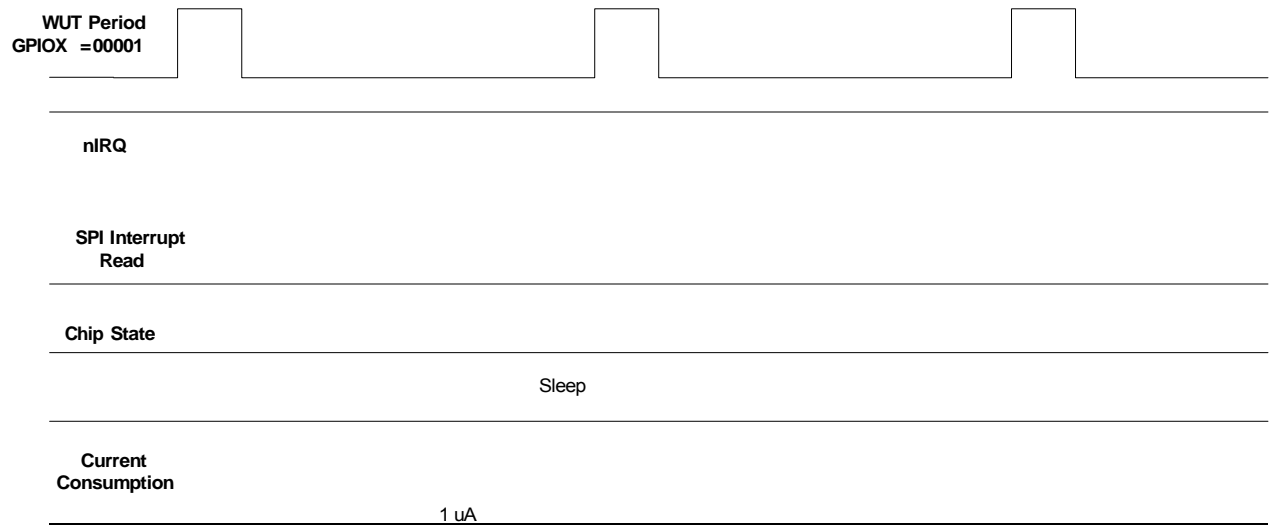 WUT Period
GPIOX =00001
nIRQ
SPI Interrupt
Read
Chip State
Sleep
Current
Consumption
1 uA